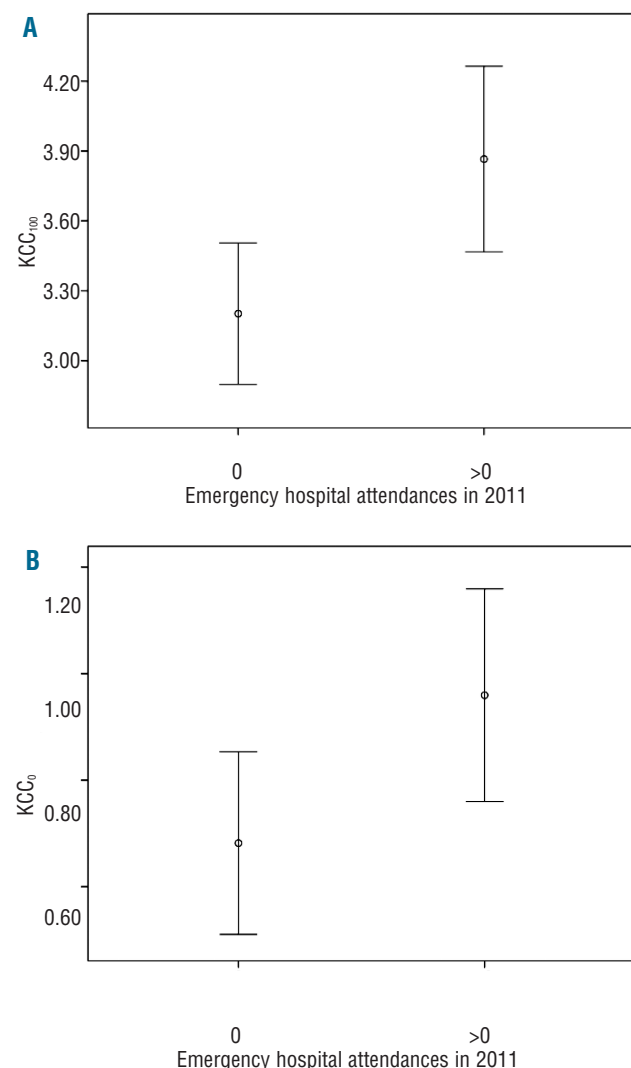 A
4.20
3.90
3.60
3.30
3.00
KCC₁₀₀
0 >0
Emergency hospital attendances in 2011
B
1.20
1.00
0.80
0.60
KCC₀
0 >0
Emergency hospital attendances in 2011